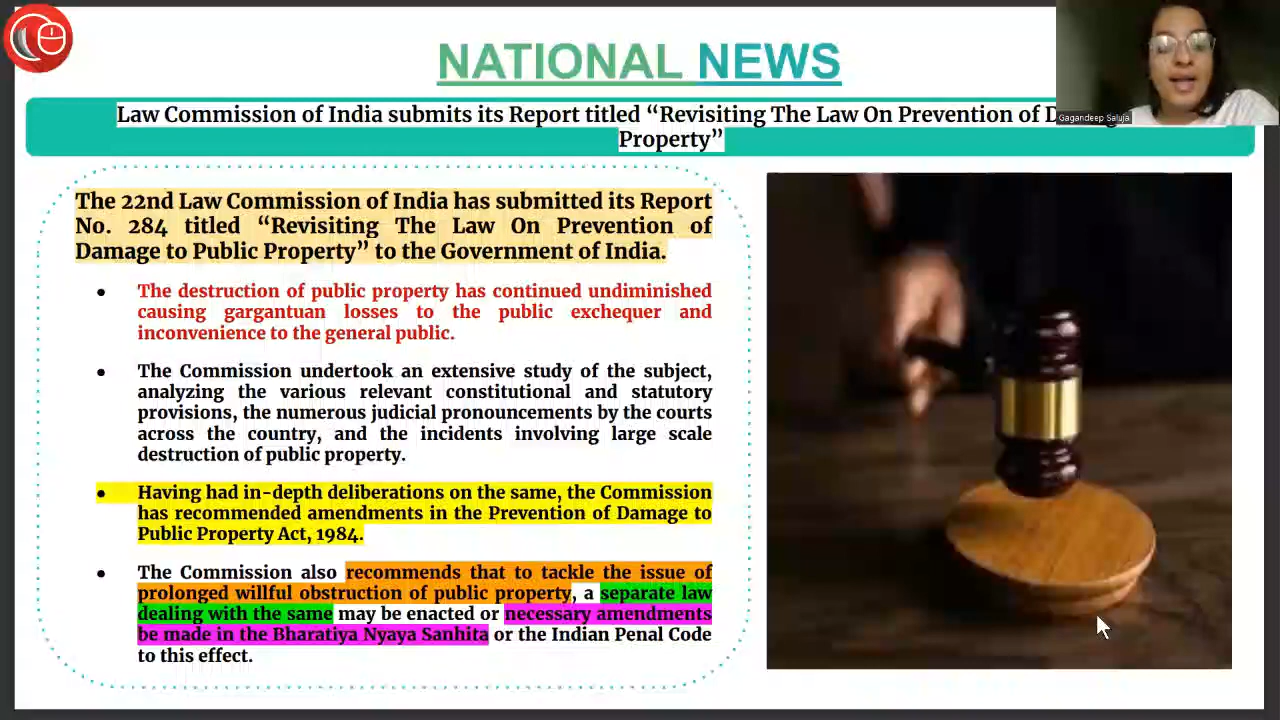 NATIONAL NEWS
Law Commission of India submits its Report titled “Revisiting The Law On Prevention of
Property”
Gagandeep Saluja
The 22nd Law Commission of India has submitted its Report
No. 284 titled “Revisiting The Law On Prevention of
Damage to Public Property” to the Government of India.
● The destruction of public property has continued undiminished
causing gargantuan losses to the public exchequer and
inconvenience to the general public.
● The Commission undertook an extensive study of the subject,
analyzing the various relevant constitutional and statutory
provisions, the numerous judicial pronouncements by the courts
across the country, and the incidents involving large scale
destruction of public property.
● Having had in-depth deliberations on the same, the Commission
has recommended amendments in the Prevention of Damage to
Public Property Act, 1984.
● The Commission also recommends that to tackle the issue of
prolonged willful obstruction of public property, a separate law
dealing with the same may be enacted or necessary amendments
be made in the Bharatiya Nyaya Sanhita or the Indian Penal Code
to this effect.